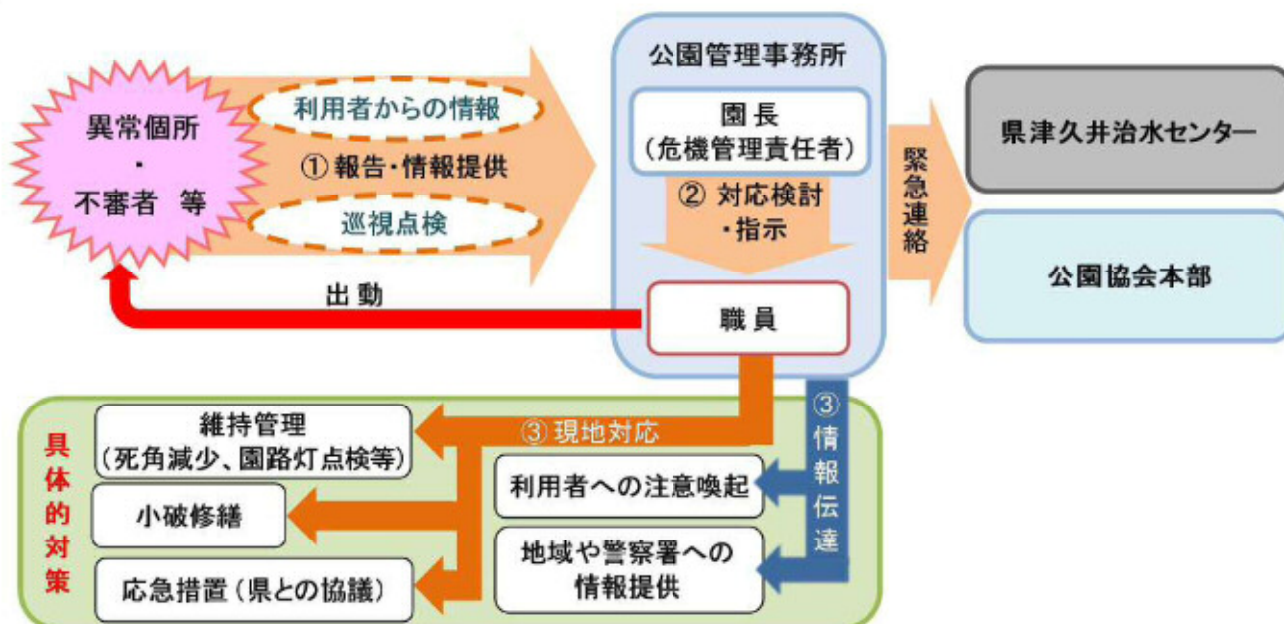 異常個所
・
不審者 等
利用者からの情報
① 報告・情報提供
巡視点検
出動
公園管理事務所
園長
(危機管理責任者)
② 対応検討
・指示
職員
緊急連絡
県津久井治水センター
公園協会本部
具体的対策
③ 現地対応
維持管理
(死角減少、園路灯点検等)
小破修繕
応急措置(県との協議)
③情報伝達
利用者への注意喚起
地域や警察署への
情報提供